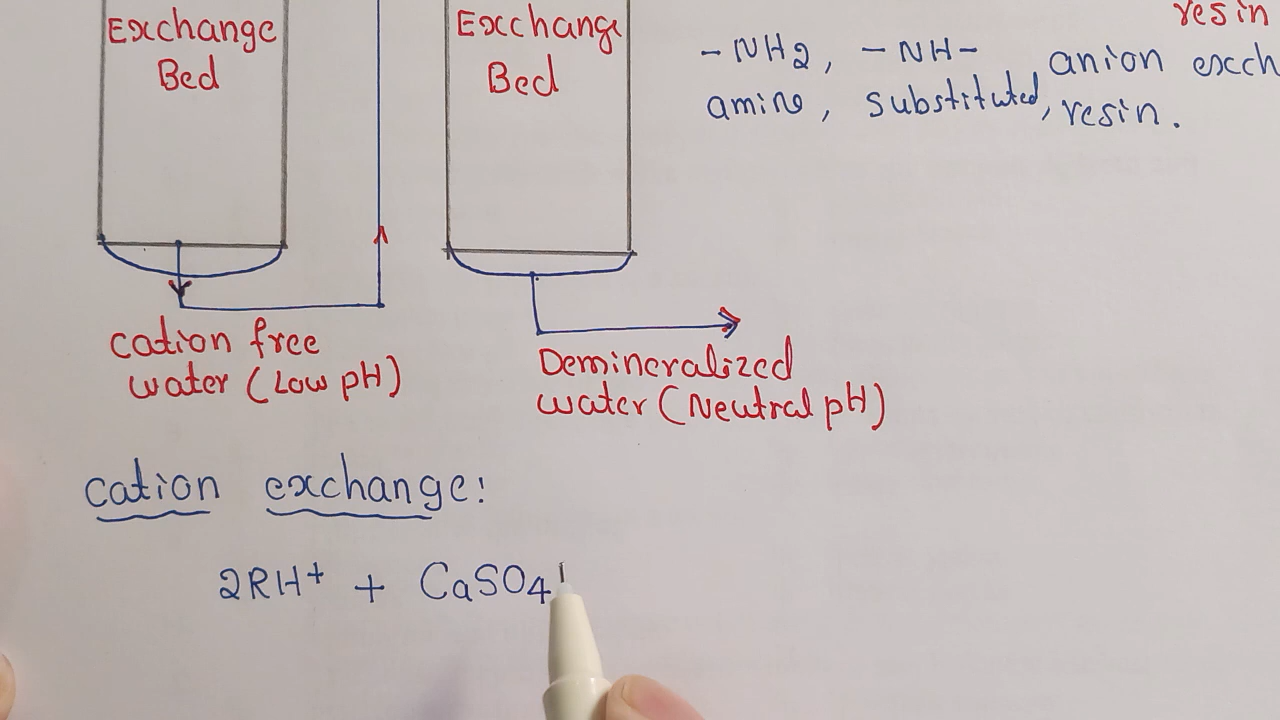 Exchange
Bed
Exchange
Bed
resin
-NH2, -NH- anion exch
amine, substituted, resin.
cation free
water (Low pH)
Demineralized
water (Neutral pH)
cation exchange:
2RH+ + CaSO4